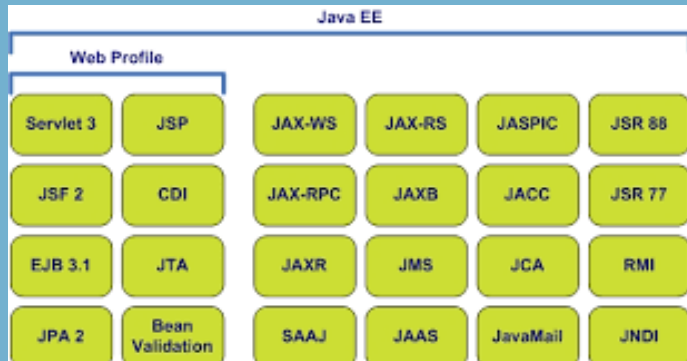 Java EE
Web Profile
Servlet 3 JSP JAX-WS JAX-RS JASPIC JSR 88
JSF 2 CDI JAX-RPC JAXB JACC JSR 77
EJB 3.1 JTA JAXR JMS JCA RMI
JPA 2 Bean Validation SAAJ JAAS JavaMail JNDI